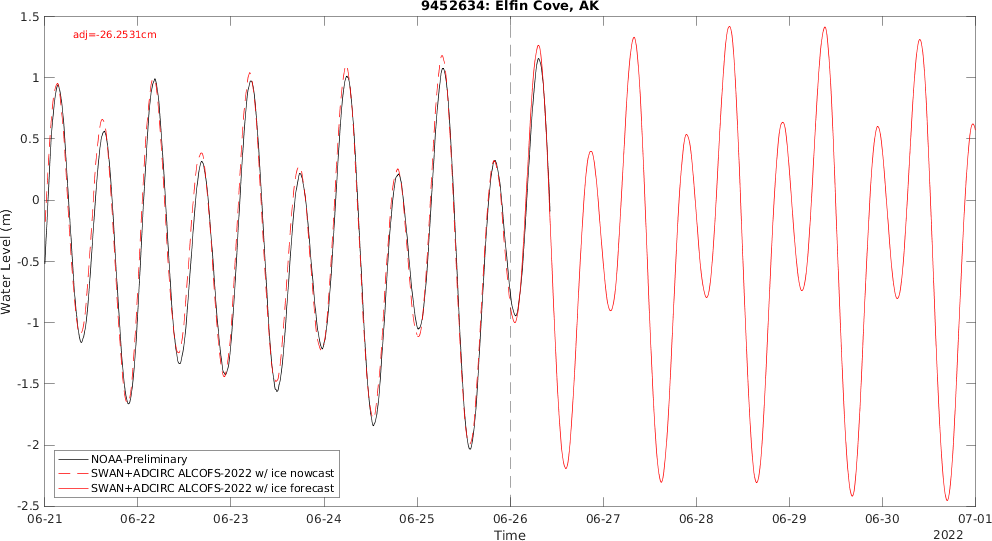 9452634: Elfin Cove, AK
adj=-26.2531cm
1.5
1
0.5
0
-0.5
-1
-1.5
-2
-2.5
Water Level (m)
NOAA-Preliminary
SWAN+ADCIRC ALCOFS-2022 w/ ice nowcast
SWAN+ADCIRC ALCOFS-2022 w/ ice forecast
06-21 06-22 06-23 06-24 06-25 06-26 06-27 06-28 06-29 06-30 07-01
Time
2022